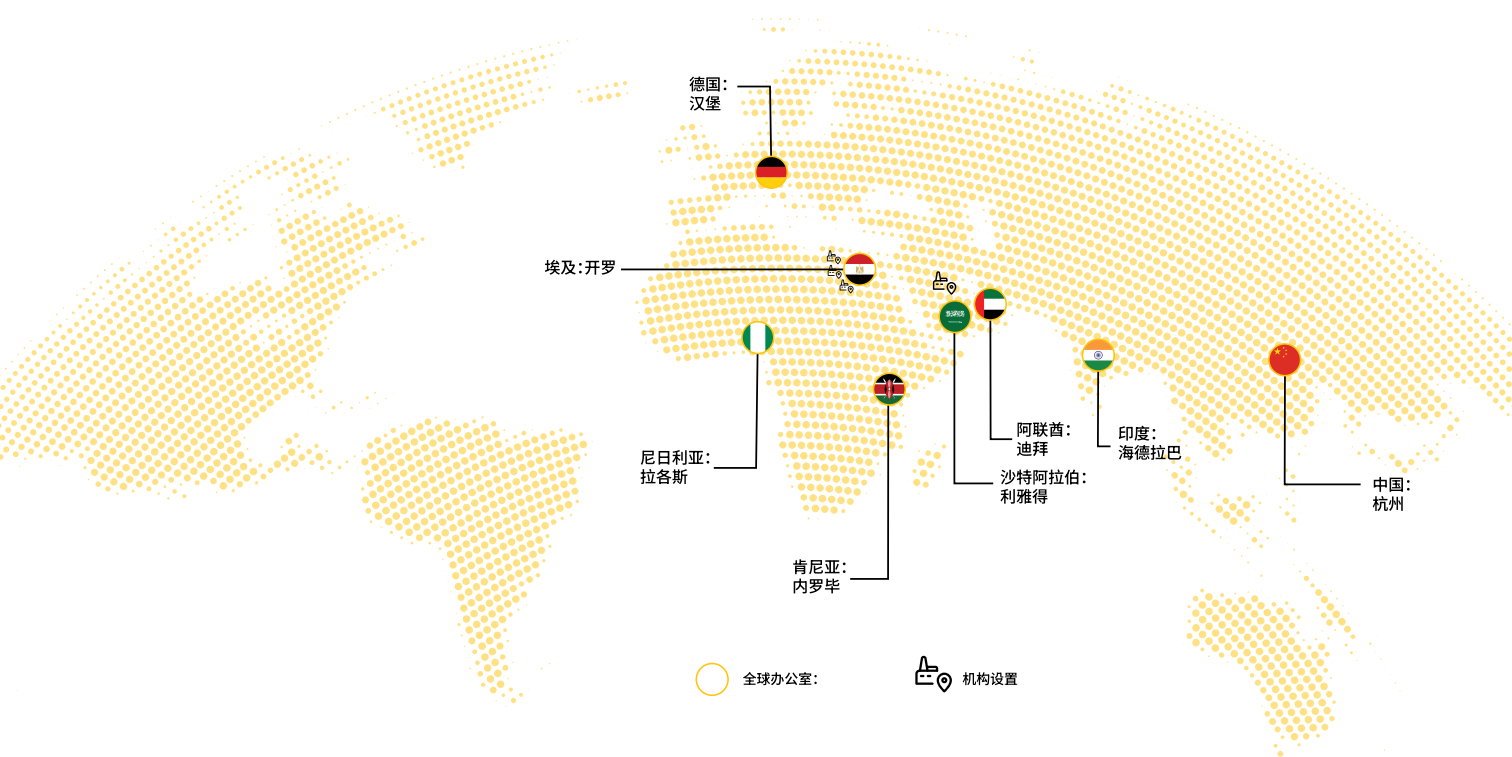 德国：
汉堡
埃及：开罗
尼日利亚：
拉各斯
肯尼亚：
内罗毕
阿联酋：
迪拜
沙特阿拉伯：
利雅得
印度：
海德拉巴
中国：
杭州
全球办公室：
机构设置